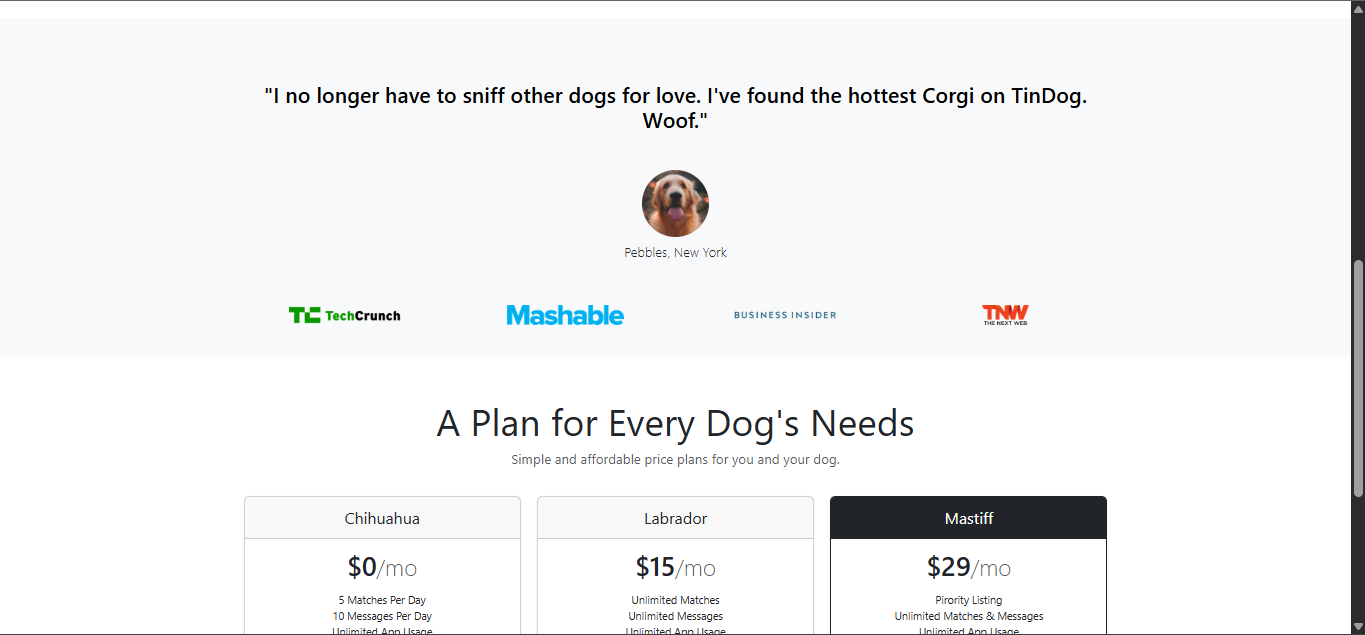 "I no longer have to sniff other dogs for love. I've found the hottest Corgi on TinDog.
Woof."
Pebbles, New York
TC TechCrunch
Mashable
BUSINESS INSIDER
TNW
THE NEXT WEB
A Plan for Every Dog's Needs
Simple and affordable price plans for you and your dog.
Chihuahua
$0/mo
5 Matches Per Day
10 Messages Per Day
Unlimited App Usage
Labrador
$15/mo
Unlimited Matches
Unlimited Messages
Unlimited App Usage
Mastiff
$29/mo
Pirority Listing
Unlimited Matches & Messages
Unlimited App Usage